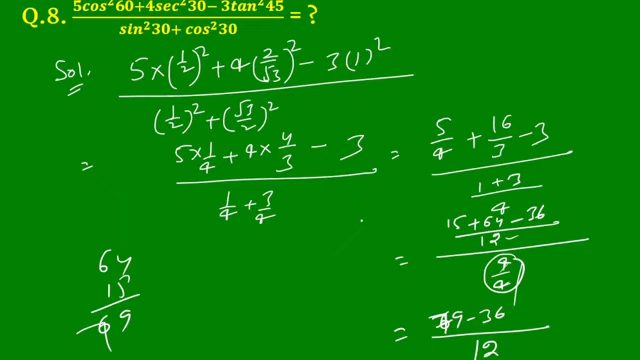 Q.8. (5cos²60+4sec²30−3tan²45)/(sin²30+cos²30) = ?
Sol. (5×(1/2)²+4(2/√3)²−3(1)²)/((1/2)²+(√3/2)²)
= (5×1/4+4×4/3−3)/(1/4+3/4) = (5/4+16/3−3)/((1+3)/4)
= ((15+64−36)/12)/(4/4)
64
15
69
= (79−36)/12